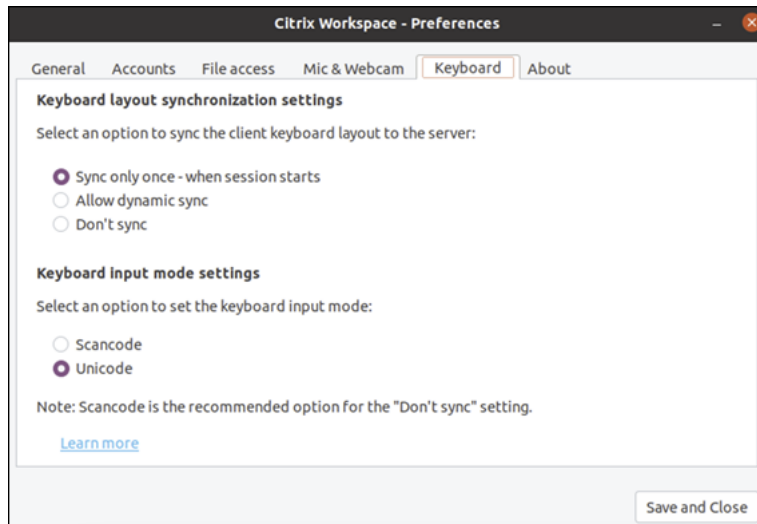 Citrix Workspace - Preferences
General Accounts File access Mic & Webcam Keyboard About
Keyboard layout synchronization settings
Select an option to sync the client keyboard layout to the server:
Sync only once - when session starts
Allow dynamic sync
Don't sync
Keyboard input mode settings
Select an option to set the keyboard input mode:
Scancode
Unicode
Note: Scancode is the recommended option for the "Don't sync" setting.
Learn more
Save and Close